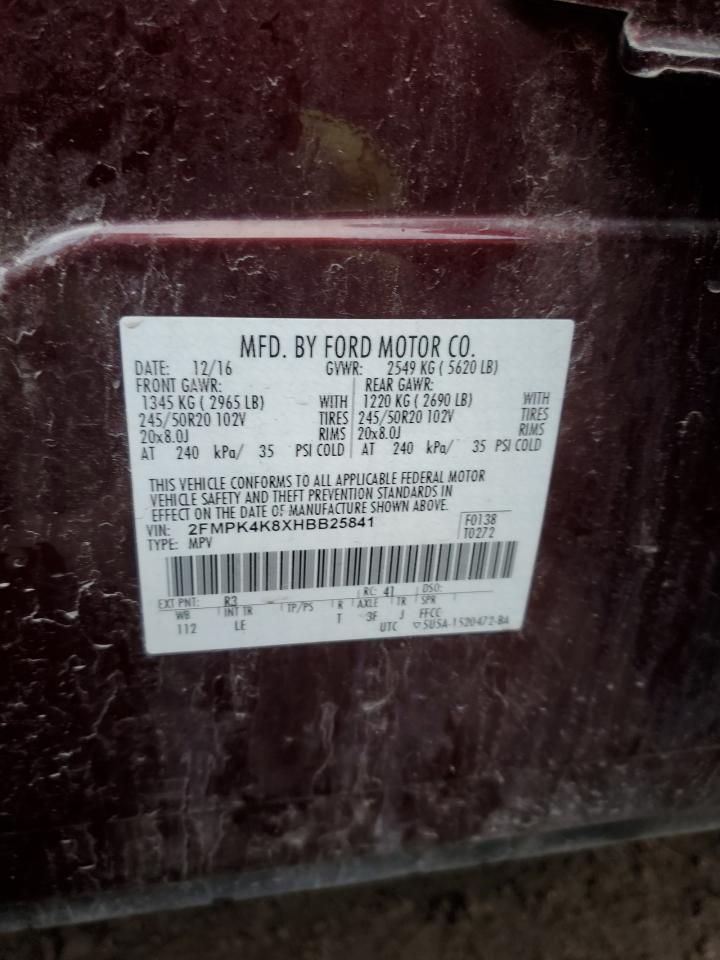 MFD. BY FORD MOTOR CO.
DATE: 12/16 GVWR: 2549 KG ( 5620 LB)
FRONT GAWR: REAR GAWR:
1345 KG ( 2965 LB) WITH 1220 KG ( 2690 LB) WITH
245/50R20 102V TIRES 245/50R20 102V TIRES
20x8.0J RIMS 20x8.0J RIMS
AT 240 kPa/ 35 PSI COLD AT 240 kPa/ 35 PSI COLD
THIS VEHICLE CONFORMS TO ALL APPLICABLE FEDERAL MOTOR
VEHICLE SAFETY AND THEFT PREVENTION STANDARDS IN
EFFECT ON THE DATE OF MANUFACTURE SHOWN ABOVE.
VIN: 2FMPK4K8XHBB25841 F0138
TYPE: MPV T0272
EXT PNT: R3 RC: 41 DSO:
WB INT TR TP/PS R AXLE TR SPR
112 LE T 3F J FFCC
UTC 5U5A-1520472-BA